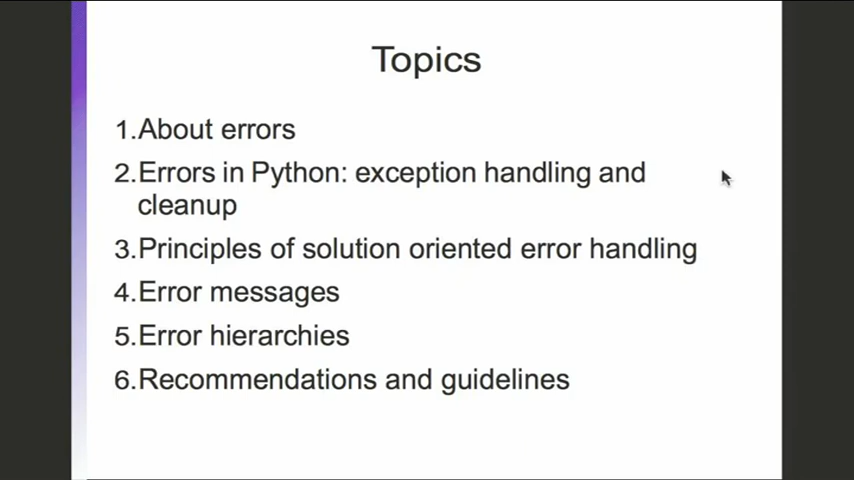 Topics
1.About errors
2.Errors in Python: exception handling and
cleanup
3.Principles of solution oriented error handling
4.Error messages
5.Error hierarchies
6.Recommendations and guidelines